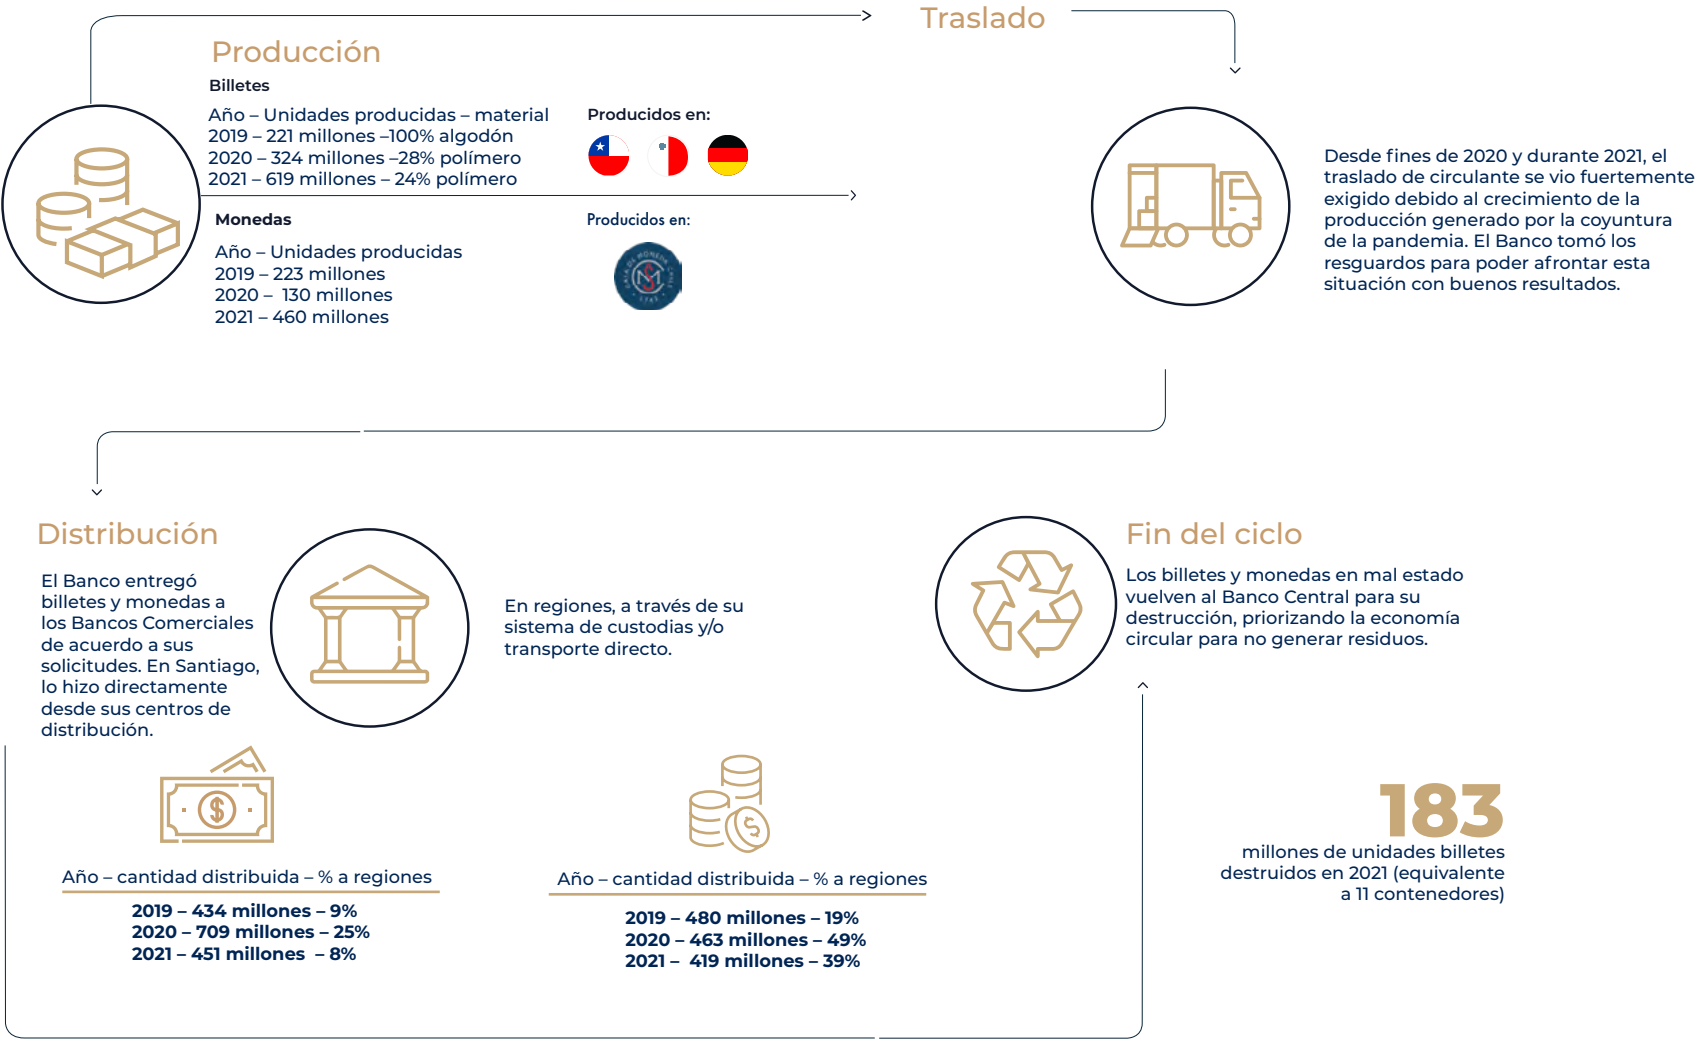 Traslado
Producción
Billetes
Año – Unidades producidas – material
2019 – 221 millones –100% algodón
2020 – 324 millones –28% polímero
2021 – 619 millones – 24% polímero
Producidos en:
Monedas
Año – Unidades producidas
2019 – 223 millones
2020 –  130 millones
2021 – 460 millones
Producidos en:
Desde fines de 2020 y durante 2021, el
traslado de circulante se vio fuertemente
exigido debido al crecimiento de la
producción generado por la coyuntura
de la pandemia. El Banco tomó los
resguardos para poder afrontar esta
situación con buenos resultados.
Distribución
El Banco entregó
billetes y monedas a
los Bancos Comerciales
de acuerdo a sus
solicitudes. En Santiago,
lo hizo directamente
desde sus centros de
distribución.
En regiones, a través de su
sistema de custodias y/o
transporte directo.
Año – cantidad distribuida – % a regiones
2019 – 434 millones – 9%
2020 – 709 millones – 25%
2021 – 451 millones  – 8%
Año – cantidad distribuida – % a regiones
2019 – 480 millones – 19%
2020 – 463 millones – 49%
2021 –  419 millones – 39%
Fin del ciclo
Los billetes y monedas en mal estado
vuelven al Banco Central para su
destrucción, priorizando la economía
circular para no generar residuos.
183
millones de unidades billetes
destruidos en 2021 (equivalente
a 11 contenedores)